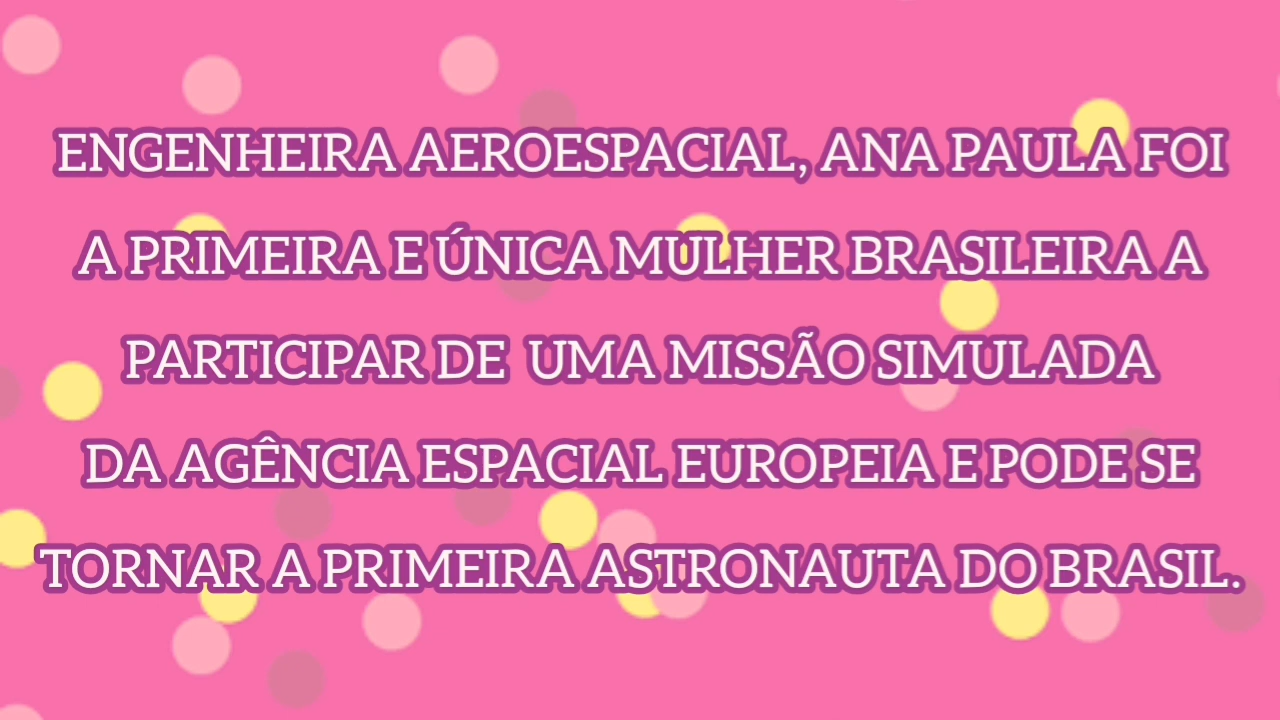 ENGENHEIRA AEROESPACIAL, ANA PAULA FOI
A PRIMEIRA E ÚNICA MULHER BRASILEIRA A
PARTICIPAR DE UMA MISSÃO SIMULADA
DA AGÊNCIA ESPACIAL EUROPEIA E PODE SE
TORNAR A PRIMEIRA ASTRONAUTA DO BRASIL.